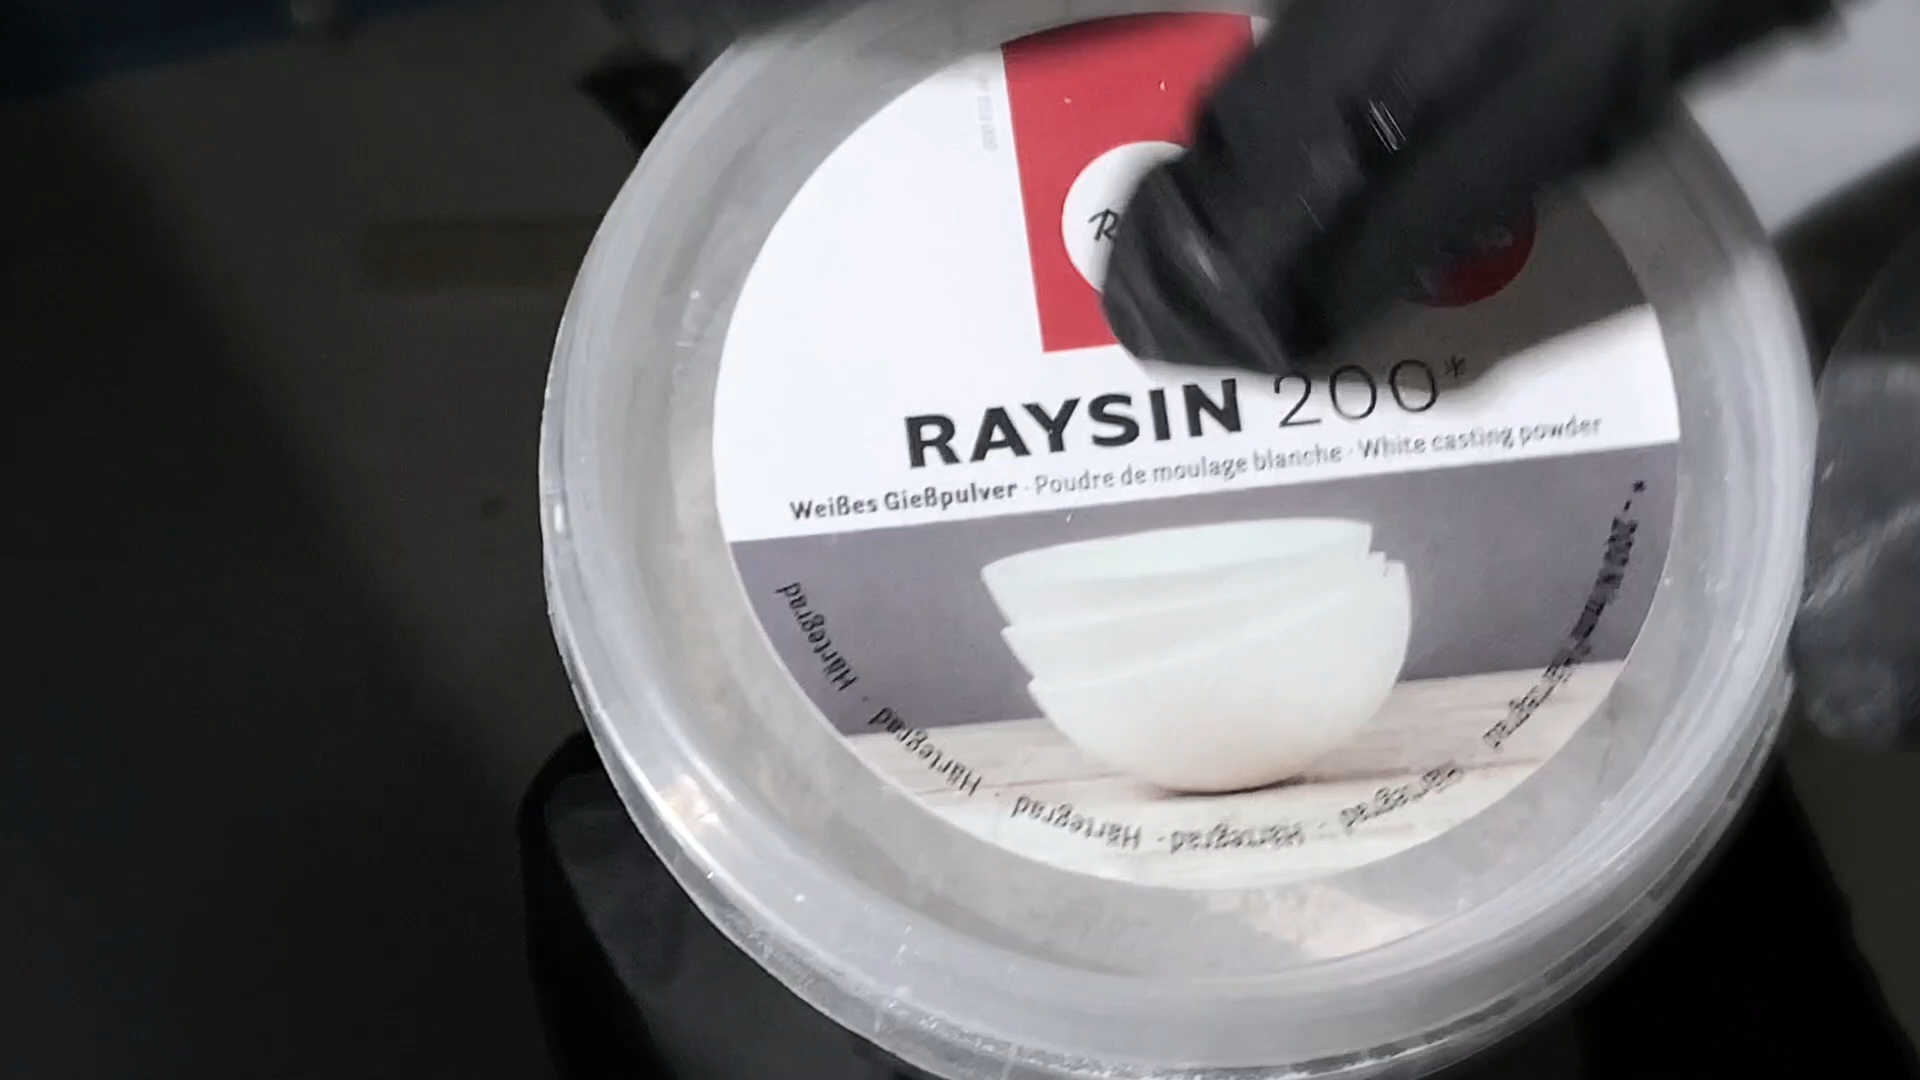 RAYSIN 200*
Weißes Gießpulver · Poudre de moulage blanche · White casting powder
Härtegrad · Härtegrad · Härtegrad · Härtegrad · Härtegrad